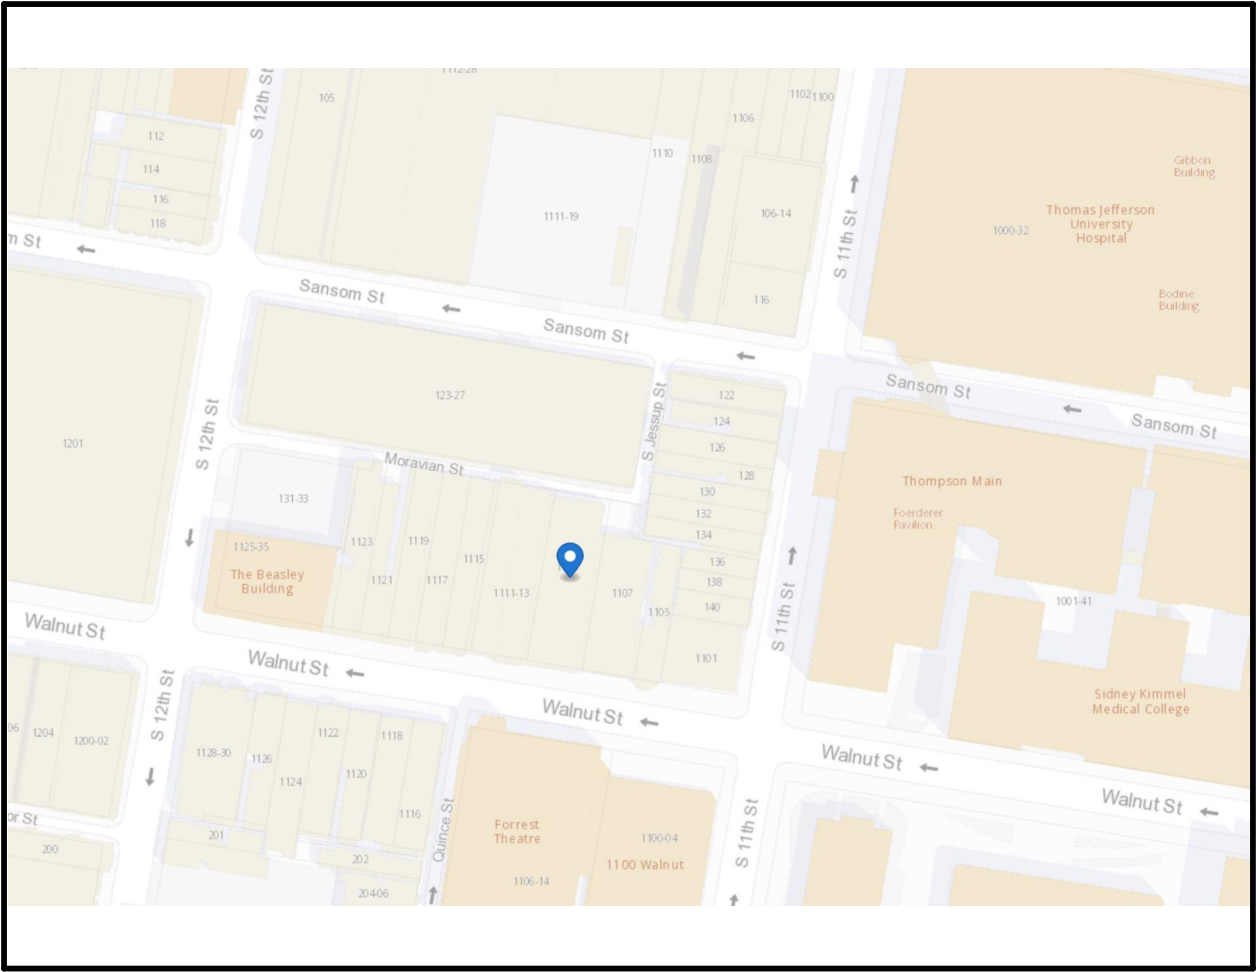 1112-28
105
S 12th St
1102
1100
1106
112
114
116
118
1110
1108
Gibbon
Building
1111-19
106-14
Thomas Jefferson
University
Hospital
1000-32
S 11th St
116
Bodine
Building
m St
Sansom St
Sansom St
Sansom St
Sansom St
123-27
122
124
126
128
130
132
134
136
138
140
S Jessup St
1201
S 12th St
Moravian St
131-33
1125-35
The Beasley
Building
1123
1121
1119
1117
1115
1111-13
1107
1105
1101
S 11th St
Thompson Main
Foerderer
Pavilion
1001-41
Sidney Kimmel
Medical College
Walnut St
Walnut St
Walnut St
Walnut St
Walnut St
S 12th St
06
1204
1200-02
1128-30
1126
1124
1122
1120
1118
1116
or St
200
201
202
204-06
Quince St
Forrest
Theatre
1106-14
1100-04
1100 Walnut
S 11th St